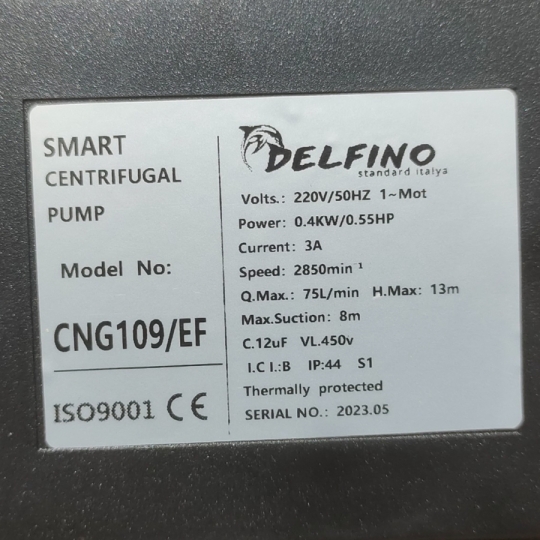 SMART
CENTRIFUGAL
PUMP
Model No:
CNG109/EF
ISO9001 CE
DELFINO
standard italya
Volts.: 220V/50HZ 1~Mot
Power: 0.4KW/0.55HP
Current: 3A
Speed: 2850min⁻¹
Q.Max.: 75L/min H.Max: 13m
Max.Suction: 8m
C.12uF VL.450v
I.C I.:B IP:44 S1
Thermally protected
SERIAL NO.: 2023.05